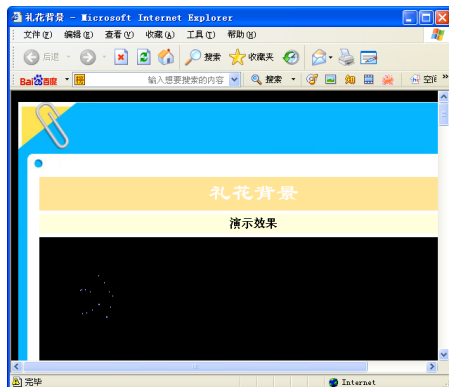 礼花背景 - Microsoft Internet Explorer
文件(F) 编辑(E) 查看(V) 收藏(A) 工具(T) 帮助(H)
后退 搜索 收藏夹
Bai百度 输入想要搜索的内容 搜索 空间 »
礼花背景
演示效果
完毕 Internet